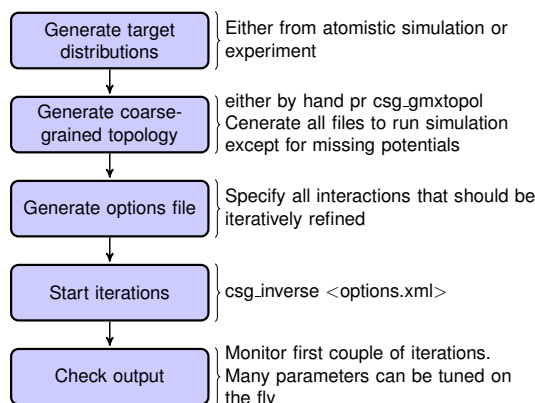 Generate target
distributions
Either from atomistic simulation or
experiment
Generate coarse-
grained topology
either by hand pr csg_gmxtopol
Cenerate all files to run simulation
except for missing potentials
Generate options file
Specify all interactions that should be
iteratively refined
Start iterations
csg_inverse <options.xml>
Check output
Monitor first couple of iterations.
Many parameters can be tuned on
the fly